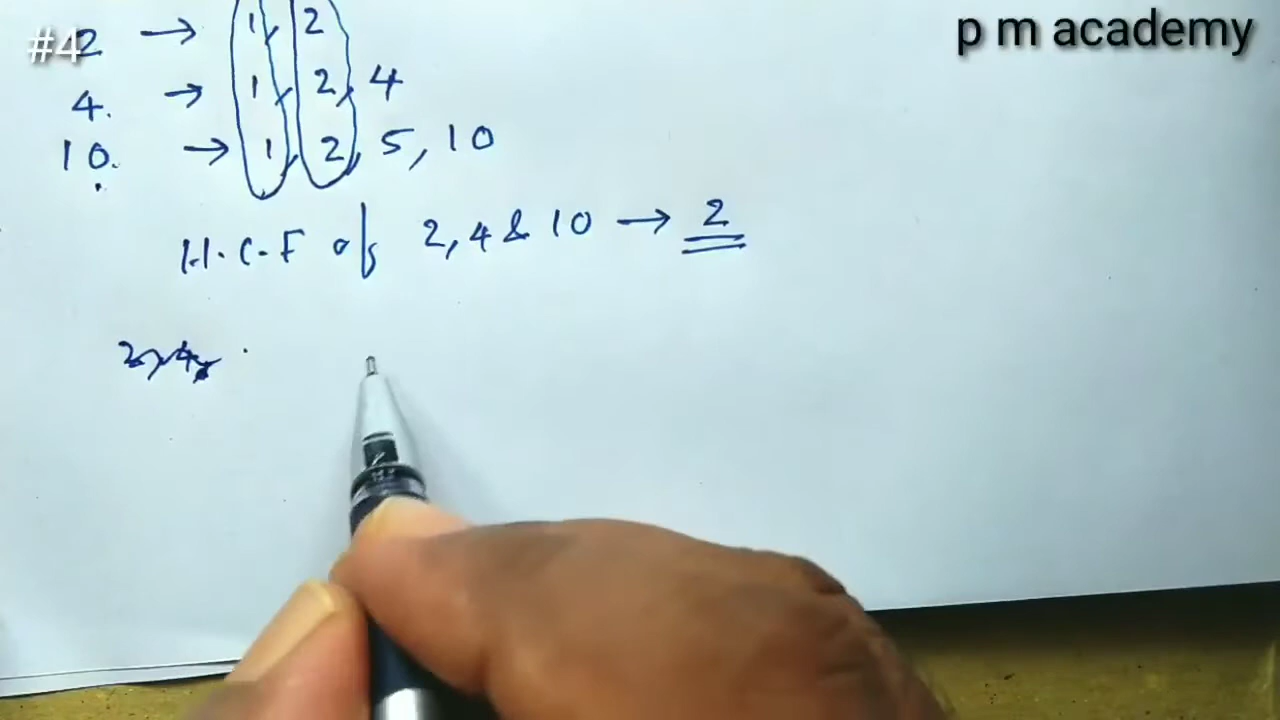 p m academy
#4
2 → 1, 2
4. → 1, 2, 4
10. → 1, 2, 5, 10
H.C.F of 2, 4 & 10 → 2